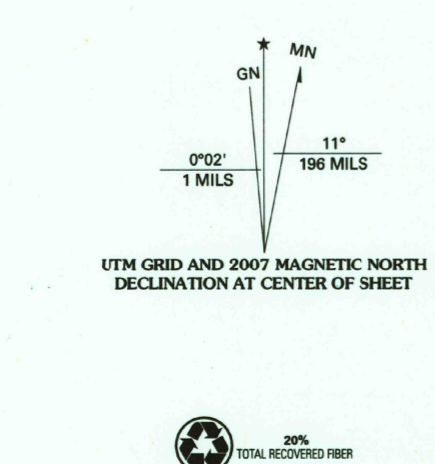 MN
GN
0°02'
1 MILS
11°
196 MILS
UTM GRID AND 2007 MAGNETIC NORTH
DECLINATION AT CENTER OF SHEET
20%
TOTAL RECOVERED FIBER